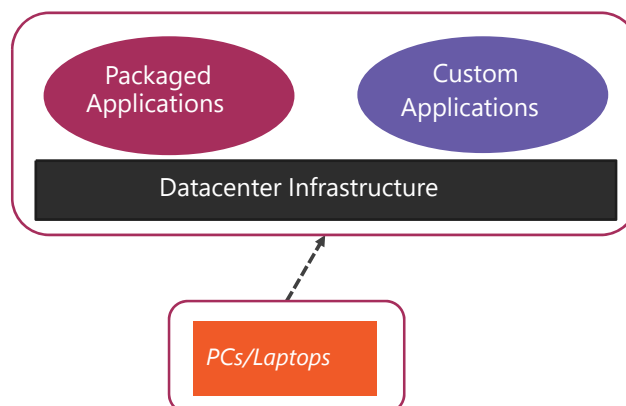 Packaged
Applications
Custom
Applications
Datacenter Infrastructure
PCs/Laptops